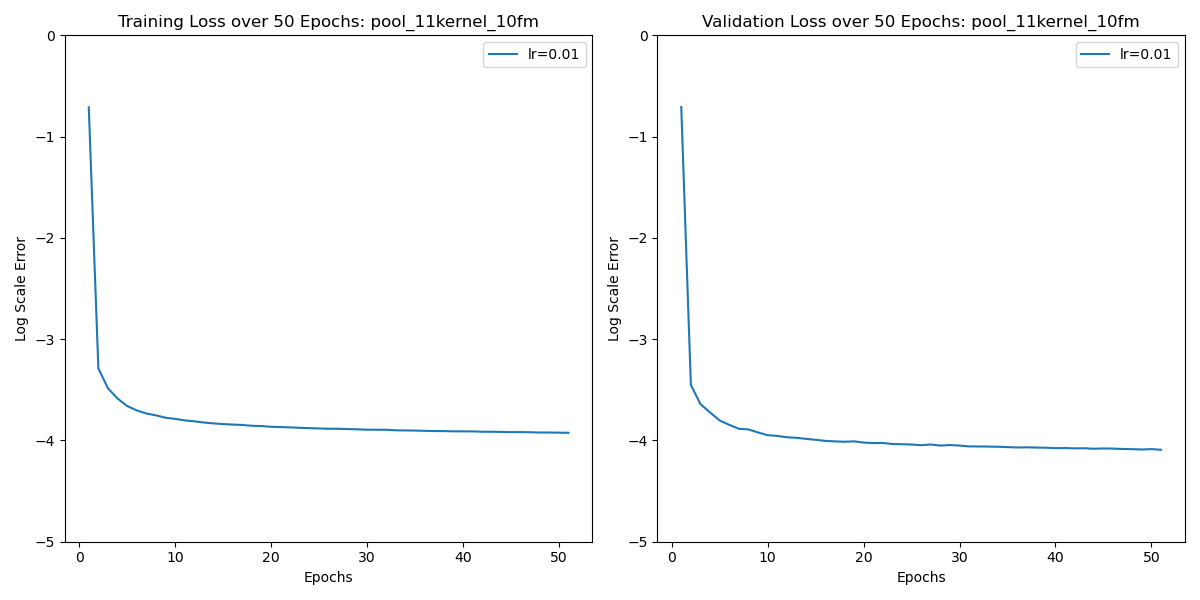 Training Loss over 50 Epochs: pool_11kernel_10fm
lr=0.01
0
−1
−2
−3
−4
−5
Log Scale Error
0 10 20 30 40 50
Epochs
Validation Loss over 50 Epochs: pool_11kernel_10fm
lr=0.01
0
−1
−2
−3
−4
−5
Log Scale Error
0 10 20 30 40 50
Epochs